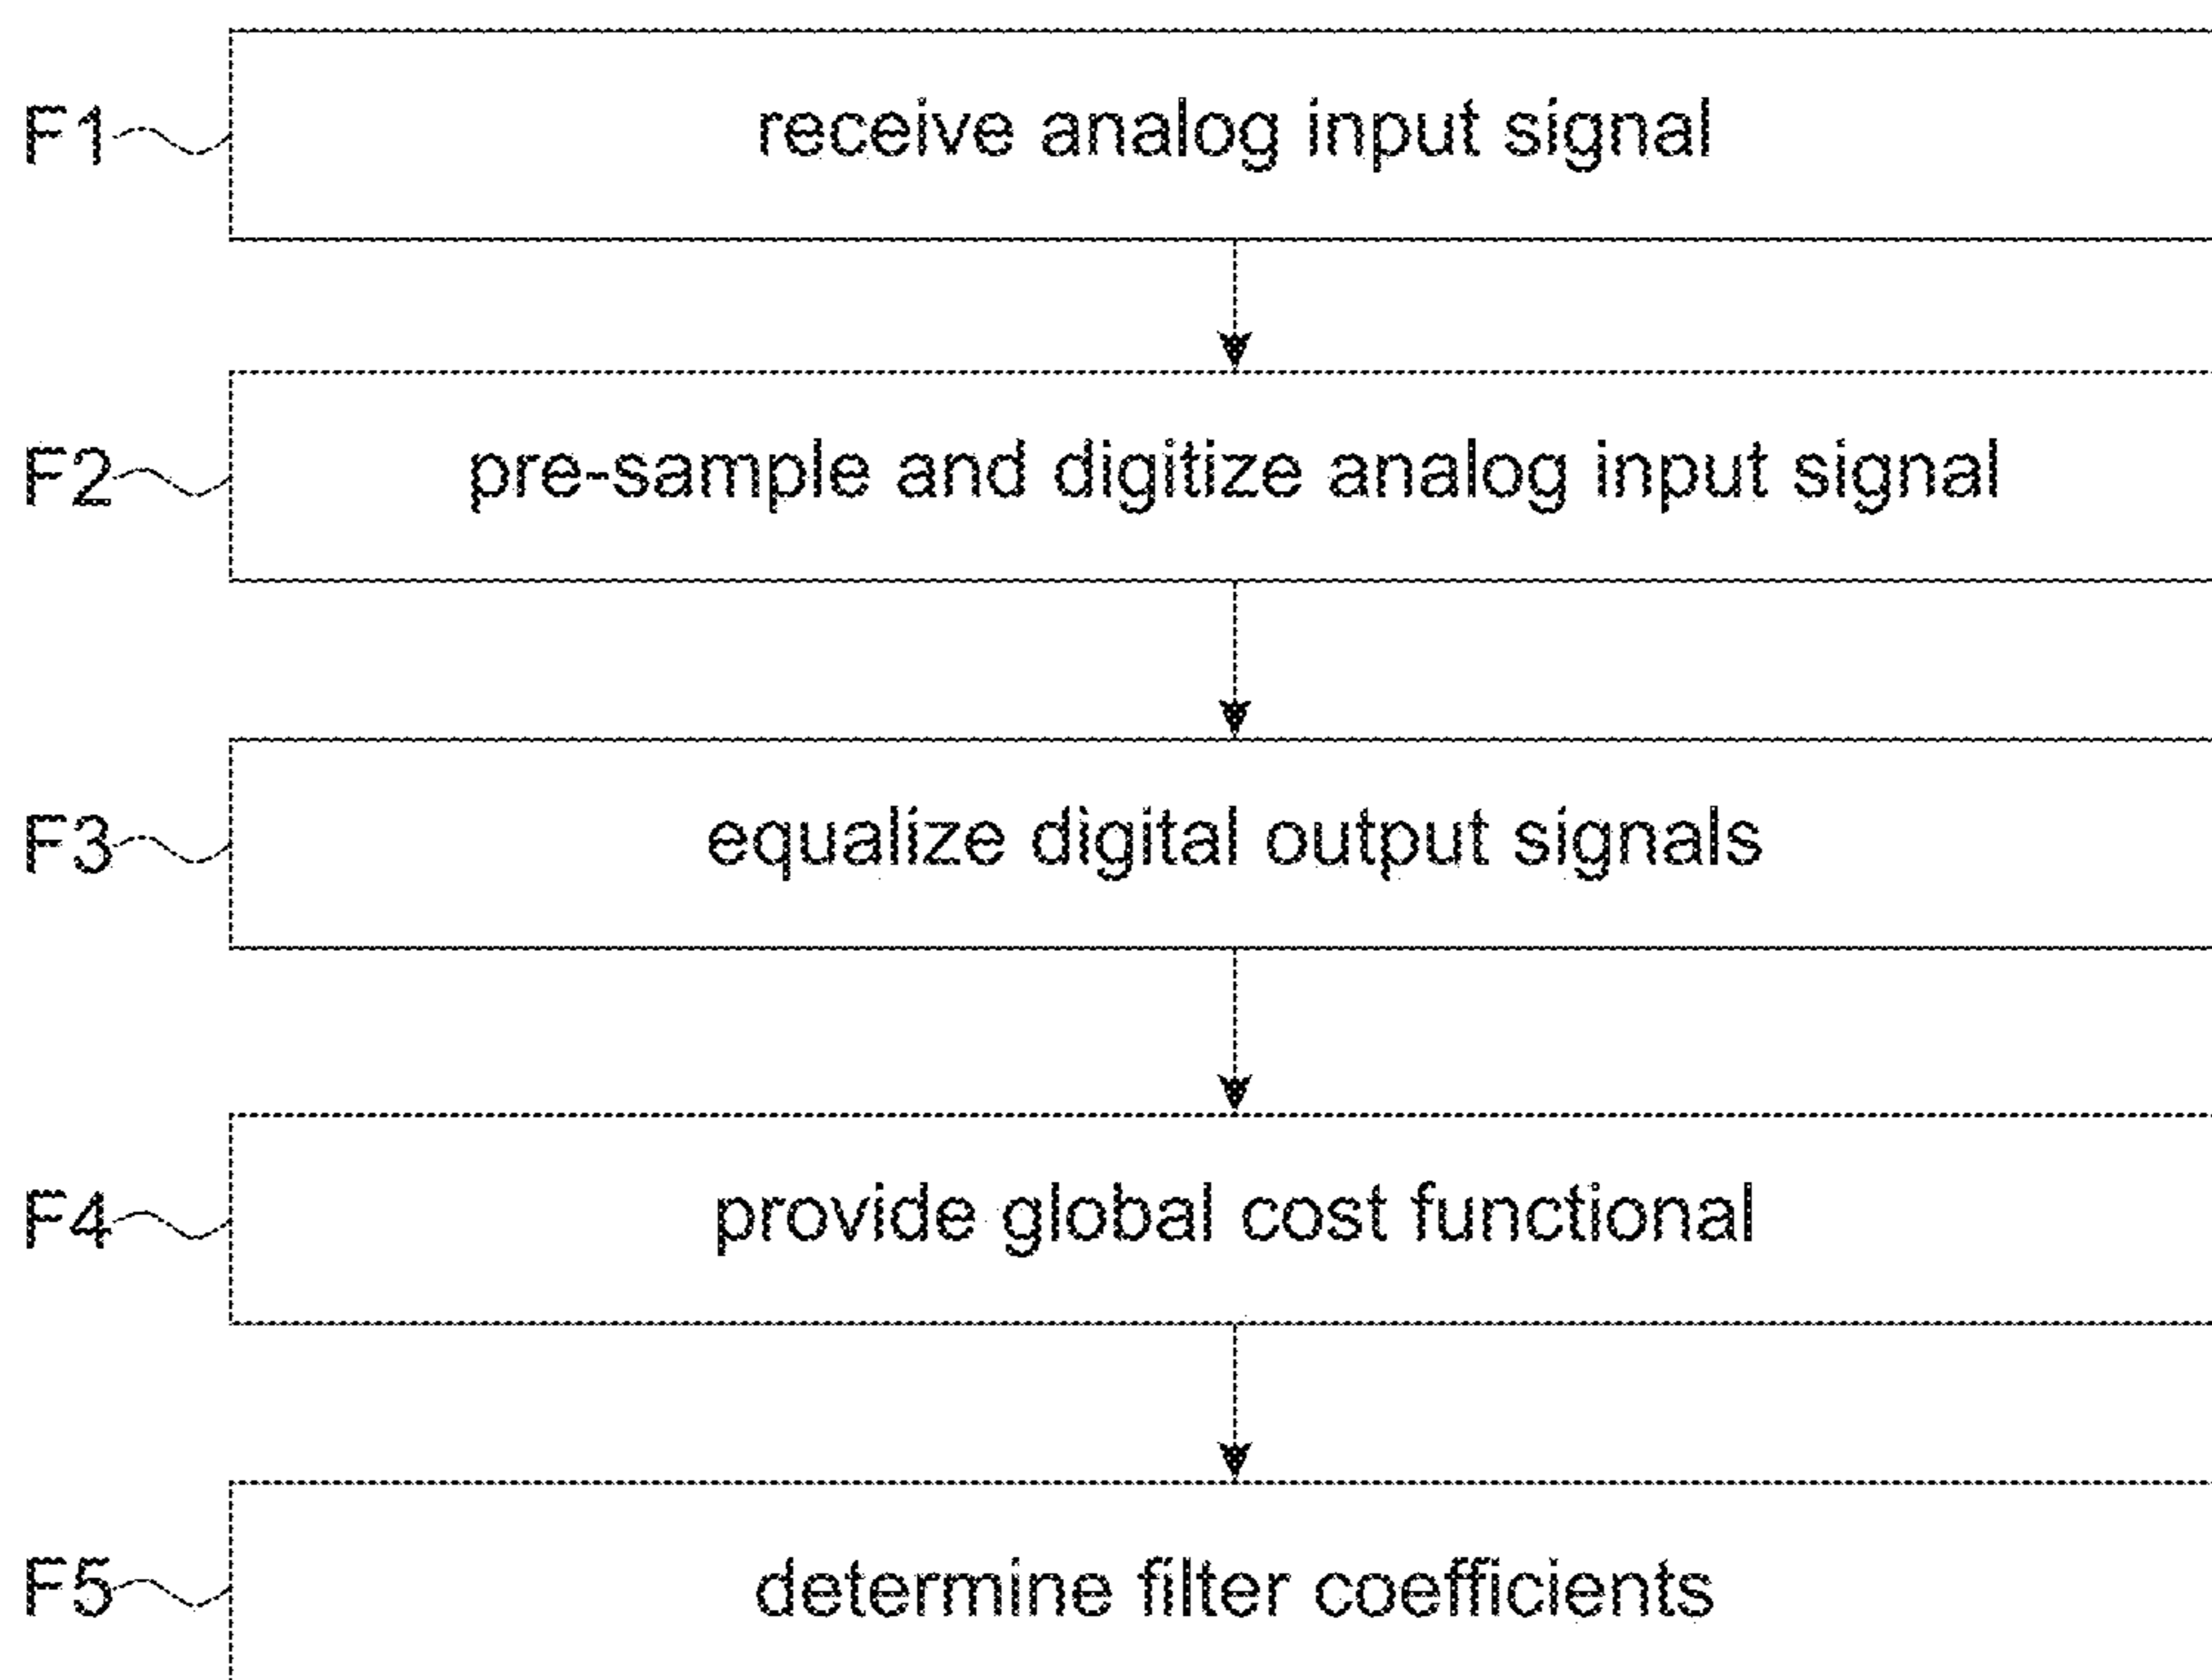 F1 receive analog input signal
F2 pre-sample and digitize analog input signal
F3 equalize digital output signals
F4 provide global cost functional
F5 determine filter coefficients